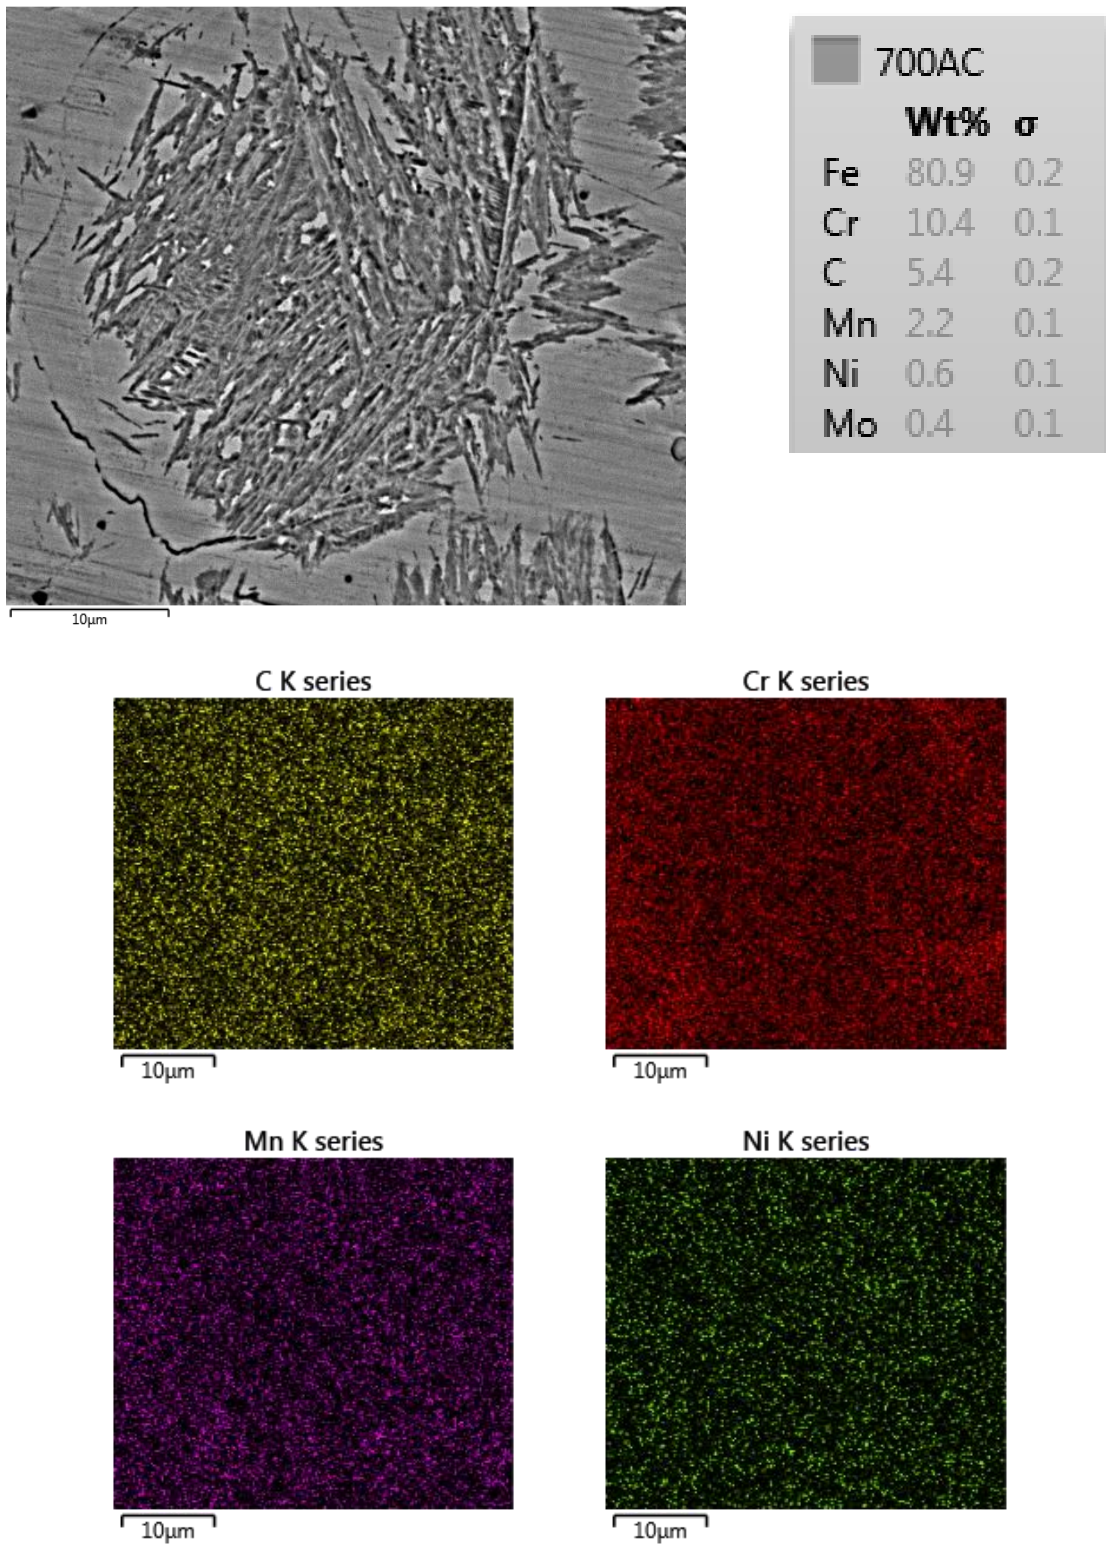 700AC
Wt% σ
Fe 80.9 0.2
Cr 10.4 0.1
C 5.4 0.2
Mn 2.2 0.1
Ni 0.6 0.1
Mo 0.4 0.1
10µm
C K series
Cr K series
10µm
10µm
Mn K series
Ni K series
10µm
10µm